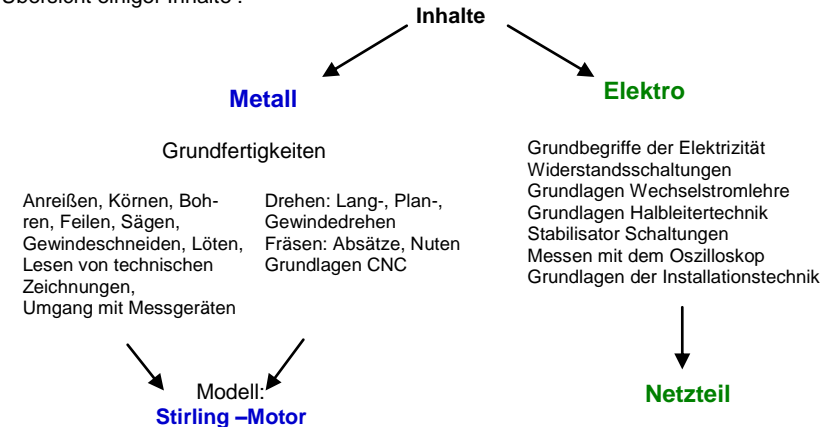 Übersicht einiger Inhalte :
Inhalte
Metall
Grundfertigkeiten
Anreißen, Körnen, Boh-
ren, Feilen, Sägen,
Gewindeschneiden, Löten,
Lesen von technischen
Zeichnungen,
Umgang mit Messgeräten
Drehen: Lang-, Plan-,
Gewindedrehen
Fräsen: Absätze, Nuten
Grundlagen CNC
Modell:
Stirling –Motor
Elektro
Grundbegriffe der Elektrizität
Widerstandsschaltungen
Grundlagen Wechselstromlehre
Grundlagen Halbleitertechnik
Stabilisator Schaltungen
Messen mit dem Oszilloskop
Grundlagen der Installationstechnik
Netzteil